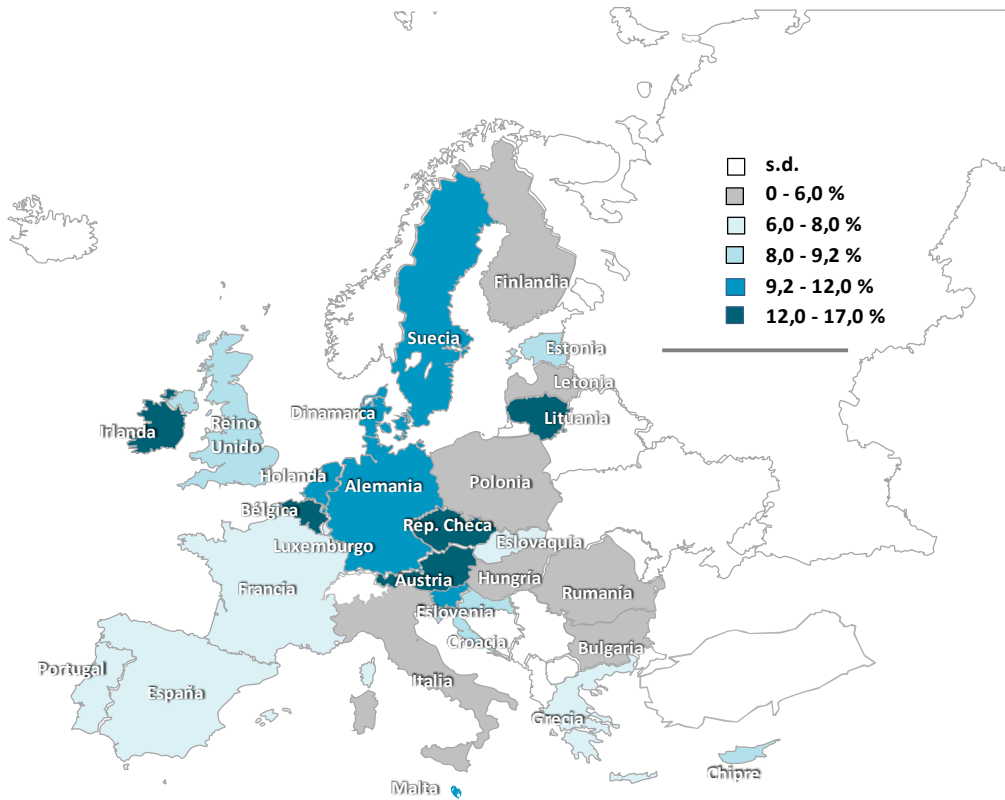 s.d.
0 - 6,0 %
6,0 - 8,0 %
8,0 - 9,2 %
9,2 - 12,0 %
12,0 - 17,0 %
Finlandia
Suecia
Estonia
Letonia
Lituania
Dinamarca
Irlanda
Reino
Unido
Holanda
Alemania
Polonia
Bélgica
Rep. Checa
Luxemburgo
Eslovaquia
Austria
Hungría
Francia
Rumanía
Eslovenia
Croacia
Bulgaria
Portugal
España
Italia
Grecia
Chipre
Malta